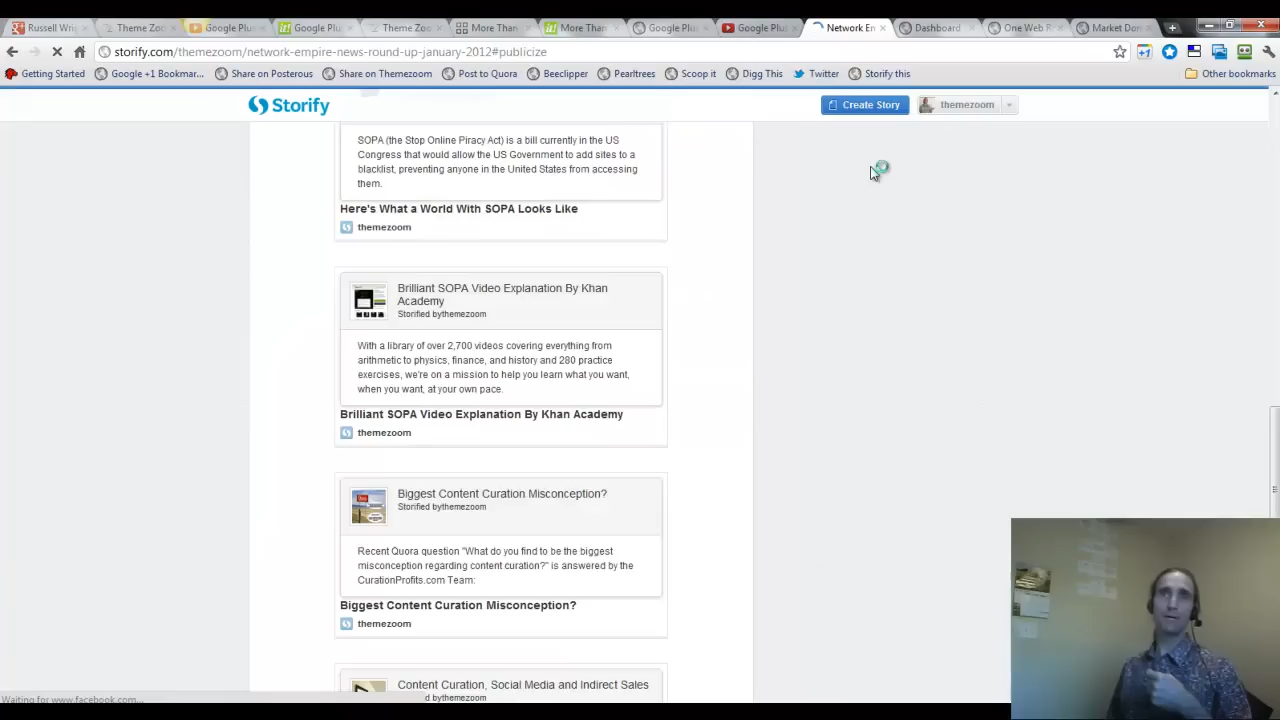 Russell Wrig
Theme Zoo
Google Plu
Google Plu
Theme Zoo
More Than
More Than
Google Plu
Google Plu
Network Em
Dashboard
One Web R
Market Dom
storify.com/themezoom/network-empire-news-round-up-january-2012#publicize
Getting Started
Google +1 Bookmar...
Share on Posterous
Share on Themezoom
Post to Quora
Beeclipper
Pearltrees
Scoop it
Digg This
Twitter
Storify this
Other bookmarks
Storify
Create Story
themezoom
SOPA (the Stop Online Piracy Act) is a bill currently in the US
Congress that would allow the US Government to add sites to a
blacklist, preventing anyone in the United States from accessing
them.
Here's What a World With SOPA Looks Like
themezoom
Brilliant SOPA Video Explanation By Khan
Academy
Storified bythemezoom
With a library of over 2,700 videos covering everything from
arithmetic to physics, finance, and history and 280 practice
exercises, we're on a mission to help you learn what you want,
when you want, at your own pace.
Brilliant SOPA Video Explanation By Khan Academy
themezoom
Biggest Content Curation Misconception?
Storified bythemezoom
Recent Quora question "What do you find to be the biggest
misconception regarding content curation?" is answered by the
CurationProfits.com Team:
Biggest Content Curation Misconception?
themezoom
Content Curation, Social Media and Indirect Sales
d bythemezoom
Waiting for www.facebook.com...